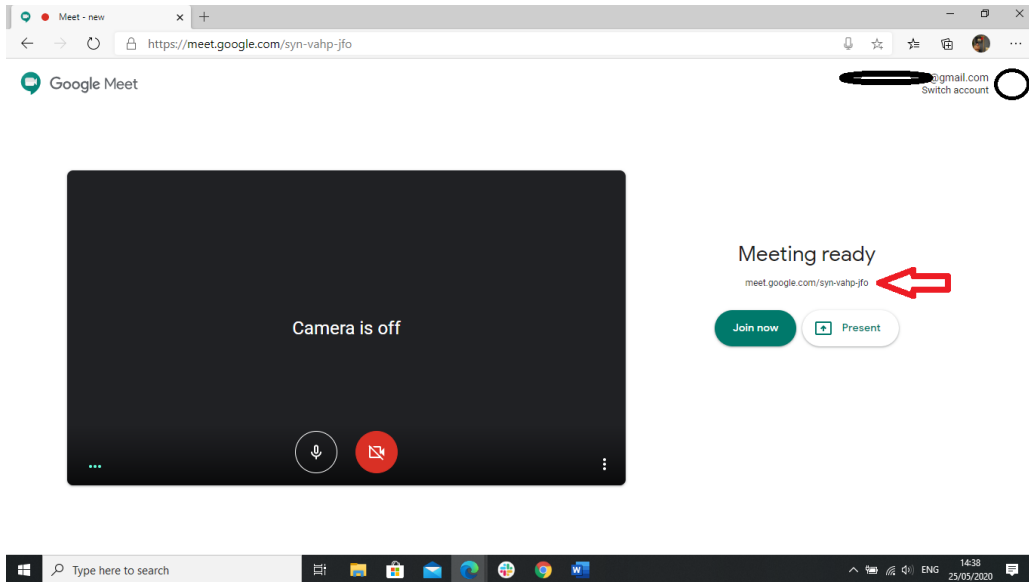 Meet - new
https://meet.google.com/syn-vahp-jfo
Google Meet
@gmail.com
Switch account
Camera is off
Meeting ready
meet.google.com/syn-vahp-jfo
Join now
Present
Type here to search
ENG
14:38
25/05/2020